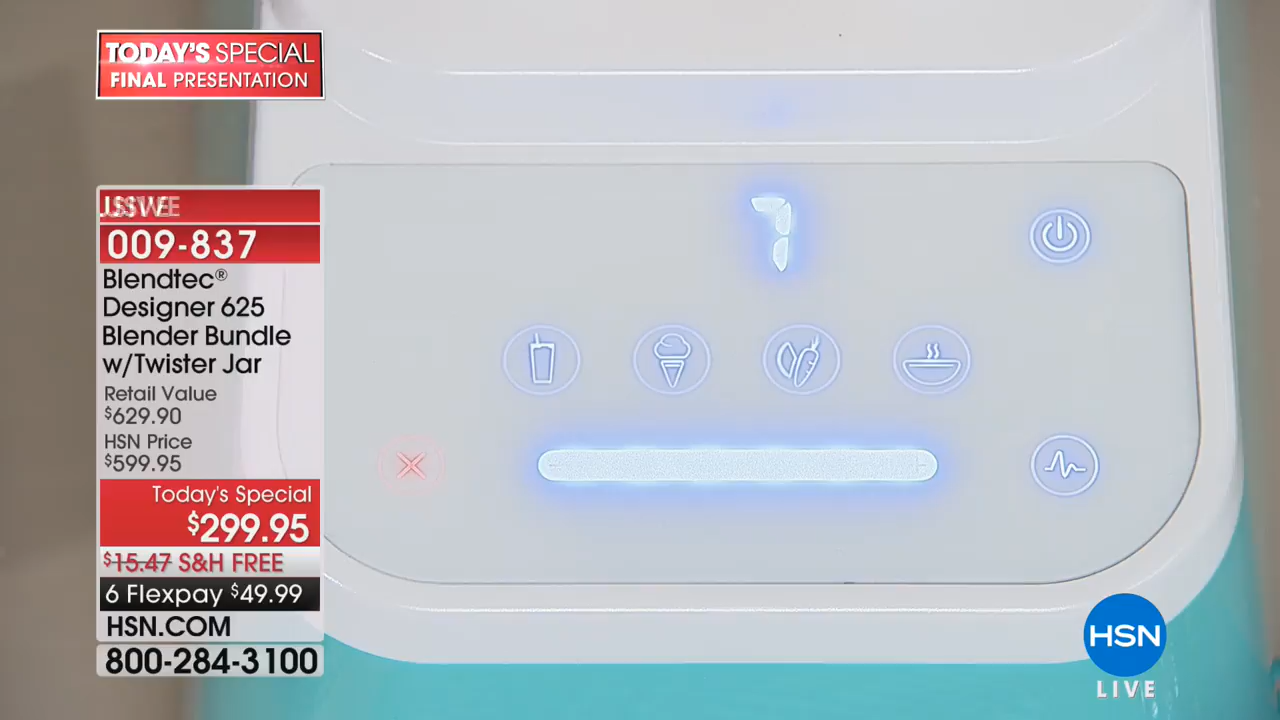 TODAY'S SPECIAL
FINAL PRESENTATION
009-837
Blendtec®
Designer 625
Blender Bundle
w/Twister Jar
Retail Value
$629.90
HSN Price
$599.95
Today's Special
$299.95
$15.47 S&H FREE
6 Flexpay $49.99
HSN.COM
800-284-3100
7
HSN
LIVE